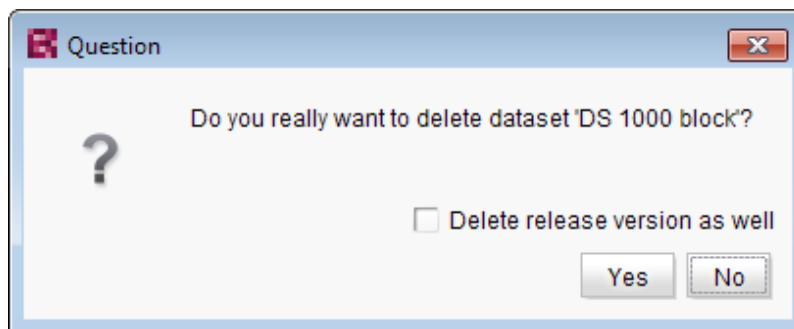 Question
Do you really want to delete dataset 'DS 1000 block'?
?
Delete release version as well
Yes No